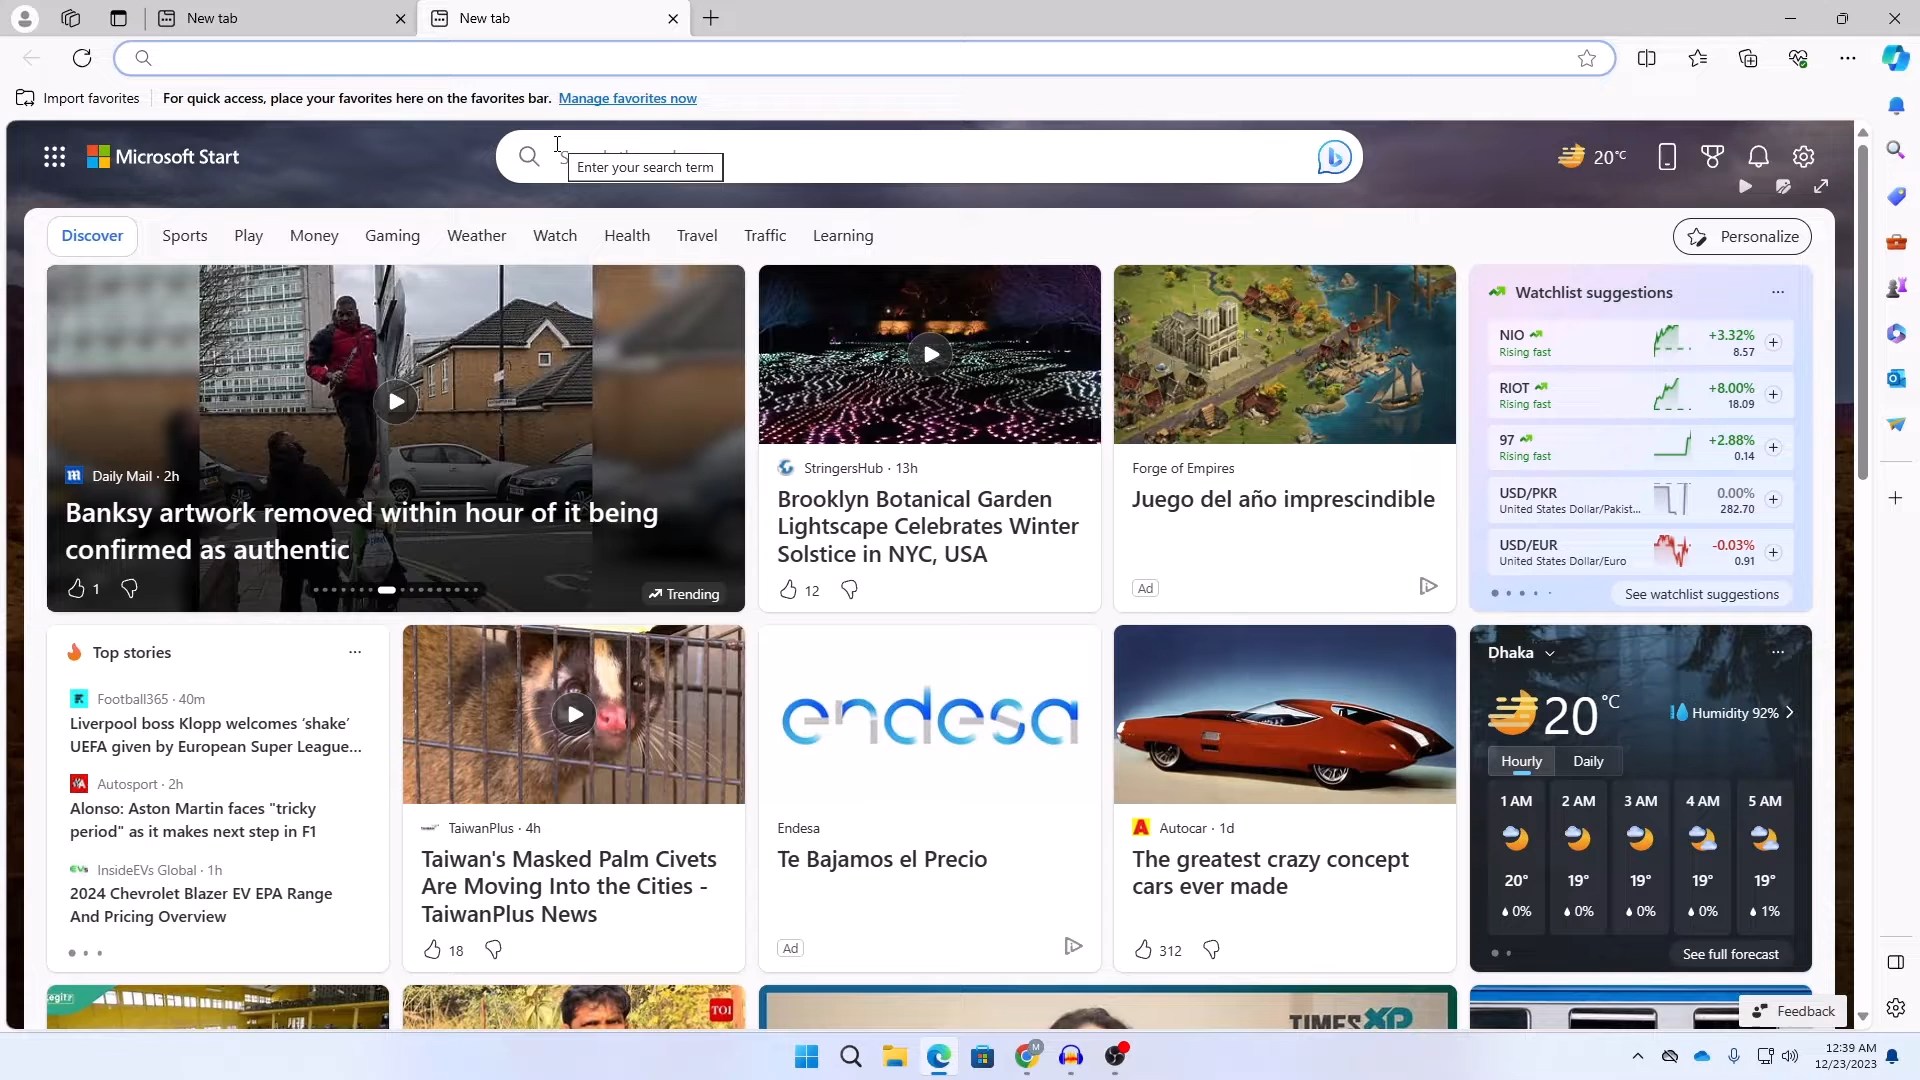 New tab
New tab
Import favorites
For quick access, place your favorites here on the favorites bar. Manage favorites now
Microsoft Start
Enter your search term
20°C
Discover
Sports
Play
Money
Gaming
Weather
Watch
Health
Travel
Traffic
Learning
Personalize
Daily Mail · 2h
Banksy artwork removed within hour of it being
confirmed as authentic
1
Trending
StringersHub · 13h
Brooklyn Botanical Garden
Lightscape Celebrates Winter
Solstice in NYC, USA
12
Forge of Empires
Juego del año imprescindible
Ad
Watchlist suggestions
NIO
Rising fast
+3.32%
8.57
RIOT
Rising fast
+8.00%
18.09
97
Rising fast
+2.88%
0.14
USD/PKR
United States Dollar/Pakist...
0.00%
282.70
USD/EUR
United States Dollar/Euro
-0.03%
0.91
See watchlist suggestions
Top stories
Football365 · 40m
Liverpool boss Klopp welcomes ‘shake’
UEFA given by European Super League...
Autosport · 2h
Alonso: Aston Martin faces "tricky
period" as it makes next step in F1
InsideEVs Global · 1h
2024 Chevrolet Blazer EV EPA Range
And Pricing Overview
TaiwanPlus · 4h
Taiwan's Masked Palm Civets
Are Moving Into the Cities -
TaiwanPlus News
18
endesa
Endesa
Te Bajamos el Precio
Ad
Autocar · 1d
The greatest crazy concept
cars ever made
312
Dhaka
20°C
Humidity 92%
Hourly
Daily
1 AM 2 AM 3 AM 4 AM 5 AM
20° 19° 19° 19° 19°
0% 0% 0% 0% 1%
See full forecast
TOI
TIMES XP
Feedback
12:39 AM
12/23/2023